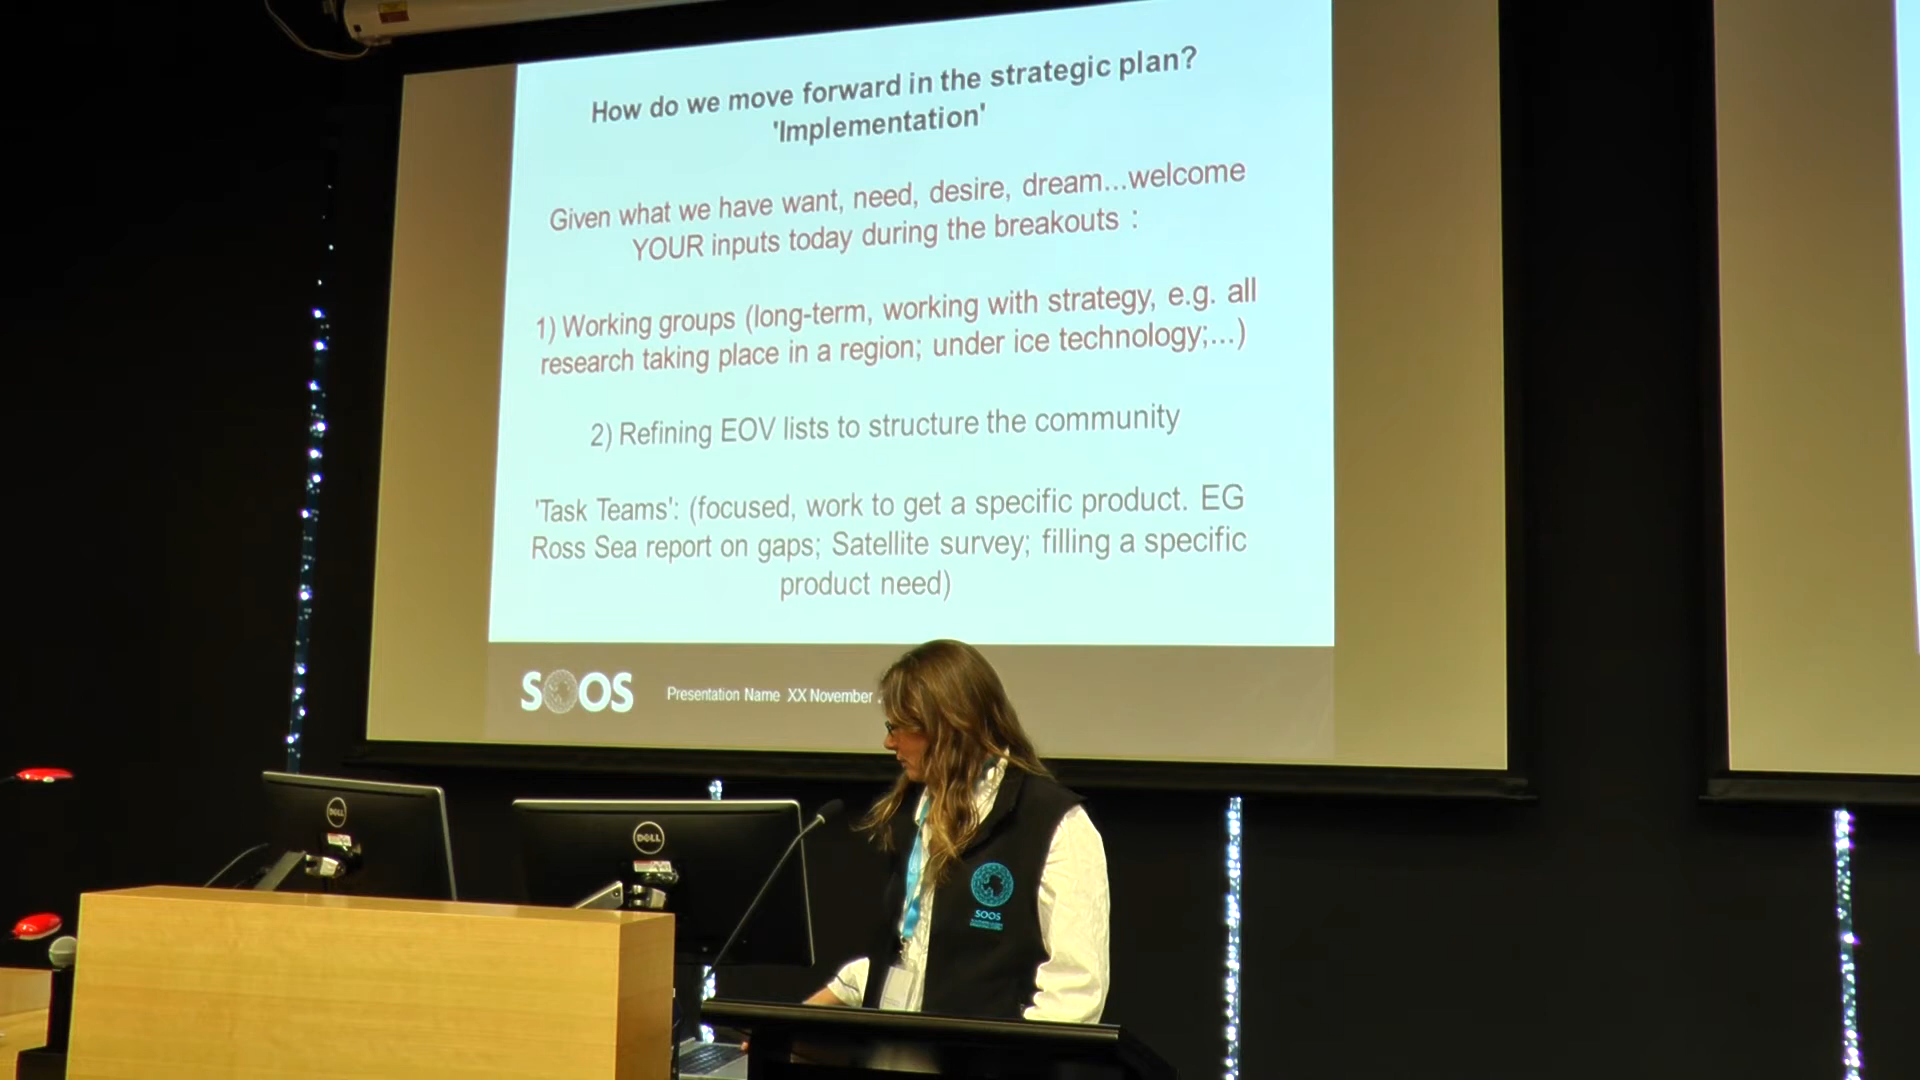 How do we move forward in the strategic plan?
'Implementation'
Given what we have want, need, desire, dream...welcome
YOUR inputs today during the breakouts :
1) Working groups (long-term, working with strategy, e.g. all
research taking place in a region; under ice technology;...)
2) Refining EOV lists to structure the community
'Task Teams': (focused, work to get a specific product. EG
Ross Sea report on gaps; Satellite survey; filling a specific
product need)
SOOS
Presentation Name XX November
DELL
DELL
SOOS